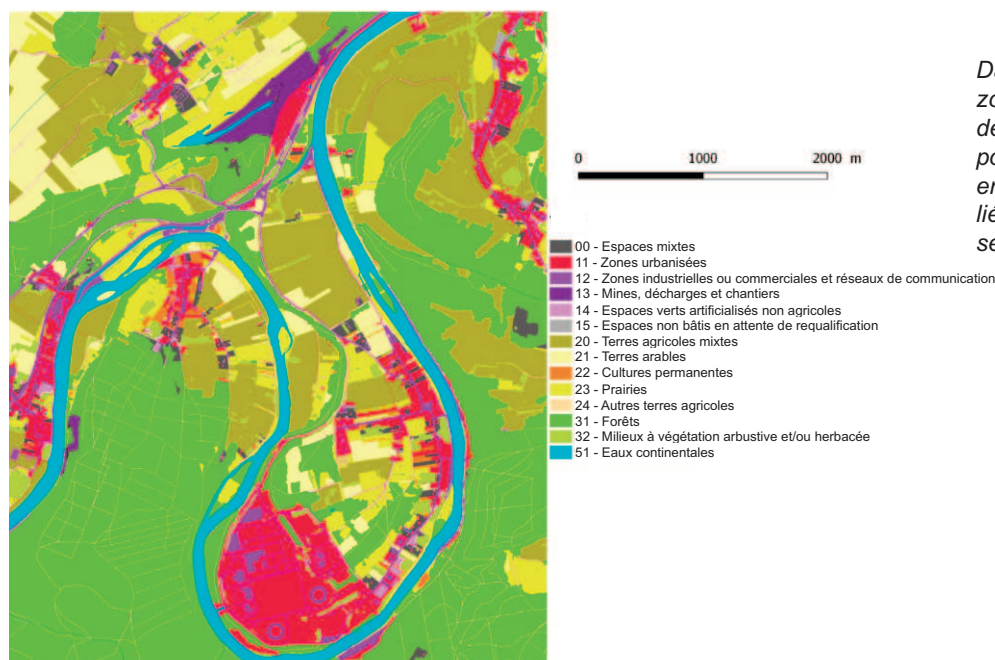 0 1000 2000 m
00 - Espaces mixtes
11 - Zones urbanisées
12 - Zones industrielles ou commerciales et réseaux de communication
13 - Mines, décharges et chantiers
14 - Espaces verts artificialisés non agricoles
15 - Espaces non bâtis en attente de requalification
20 - Terres agricoles mixtes
21 - Terres arables
22 - Cultures permanentes
23 - Prairies
24 - Autres terres agricoles
31 - Forêts
32 - Milieux à végétation arbustive et/ou herbacée
51 - Eaux continentales